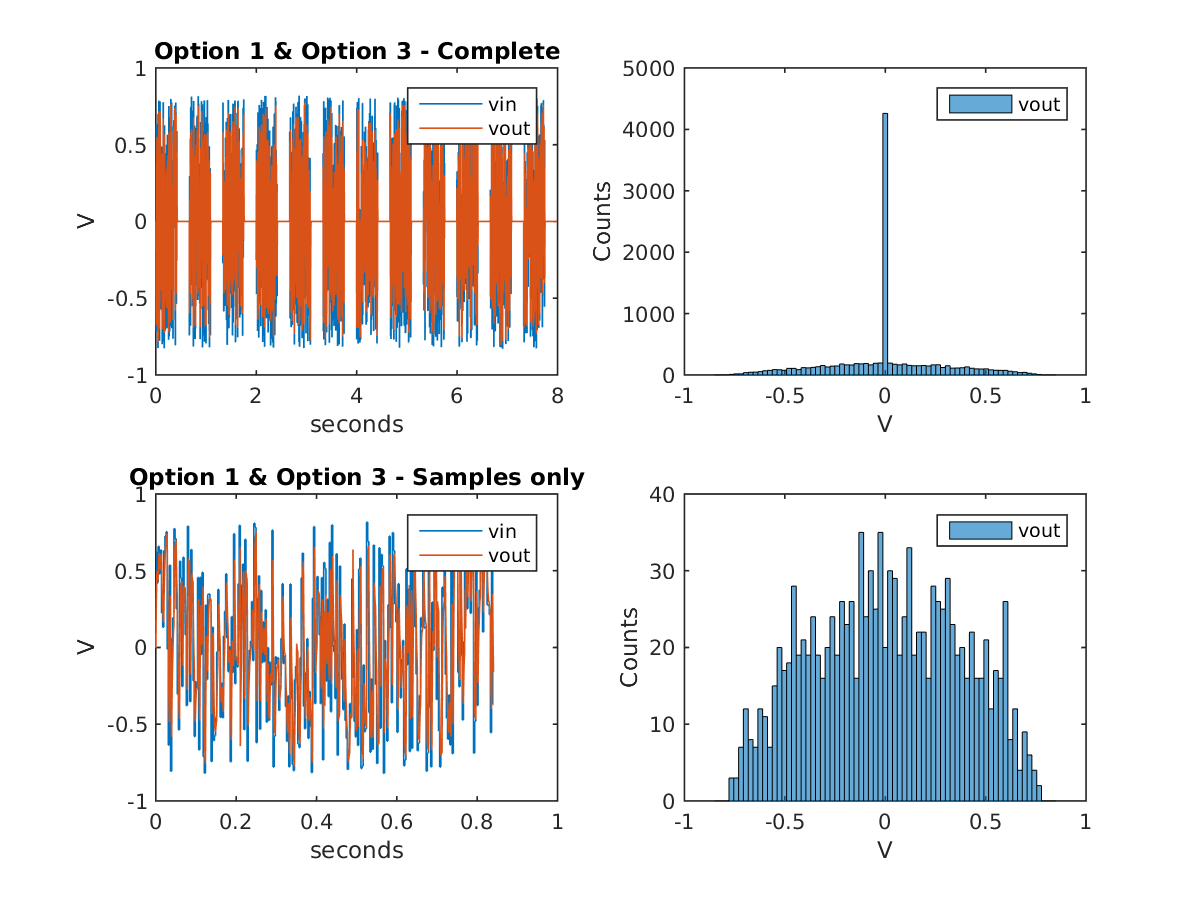 Option 1 & Option 3 - Complete
1
0.5
0
-0.5
-1
V
0 2 4 6 8
seconds
vin
vout
5000
4000
3000
2000
1000
0
Counts
-1 -0.5 0 0.5 1
V
vout
Option 1 & Option 3 - Samples only
1
0.5
0
-0.5
-1
V
0 0.2 0.4 0.6 0.8 1
seconds
vin
vout
40
30
20
10
0
Counts
-1 -0.5 0 0.5 1
V
vout